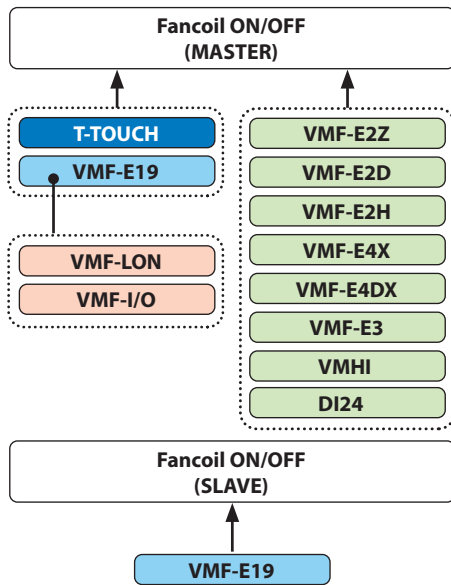 Fancoil ON/OFF
(MASTER)
T-TOUCH
VMF-E19
VMF-LON
VMF-I/O
VMF-E2Z
VMF-E2D
VMF-E2H
VMF-E4X
VMF-E4DX
VMF-E3
VMHI
DI24
Fancoil ON/OFF
(SLAVE)
VMF-E19